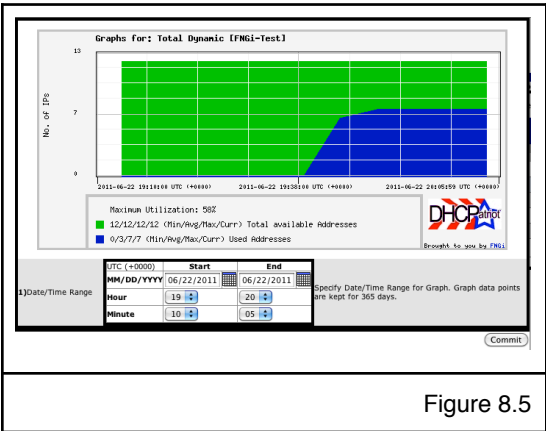 Graphs for: Total Dynamic [FNGi-Test]
13
No. of IPs
7
0
2011-06-22 19:10:00 UTC (+0000) 2011-06-22 19:38:00 UTC (+0000) 2011-06-22 20:05:59 UTC (+0000)
Maximum Utilization: 58%
12/12/12/12 (Min/Avg/Max/Curr) Total available Addresses
0/3/7/7 (Min/Avg/Max/Curr) Used Addresses
DHCPatriot
Brought to you by FNGi
UTC (+0000) Start End
MM/DD/YYYY 06/22/2011 06/22/2011
1)Date/Time Range
Specify Date/Time Range for Graph. Graph data points
are kept for 365 days.
Hour 19 20
Minute 10 05
Commit
Figure 8.5